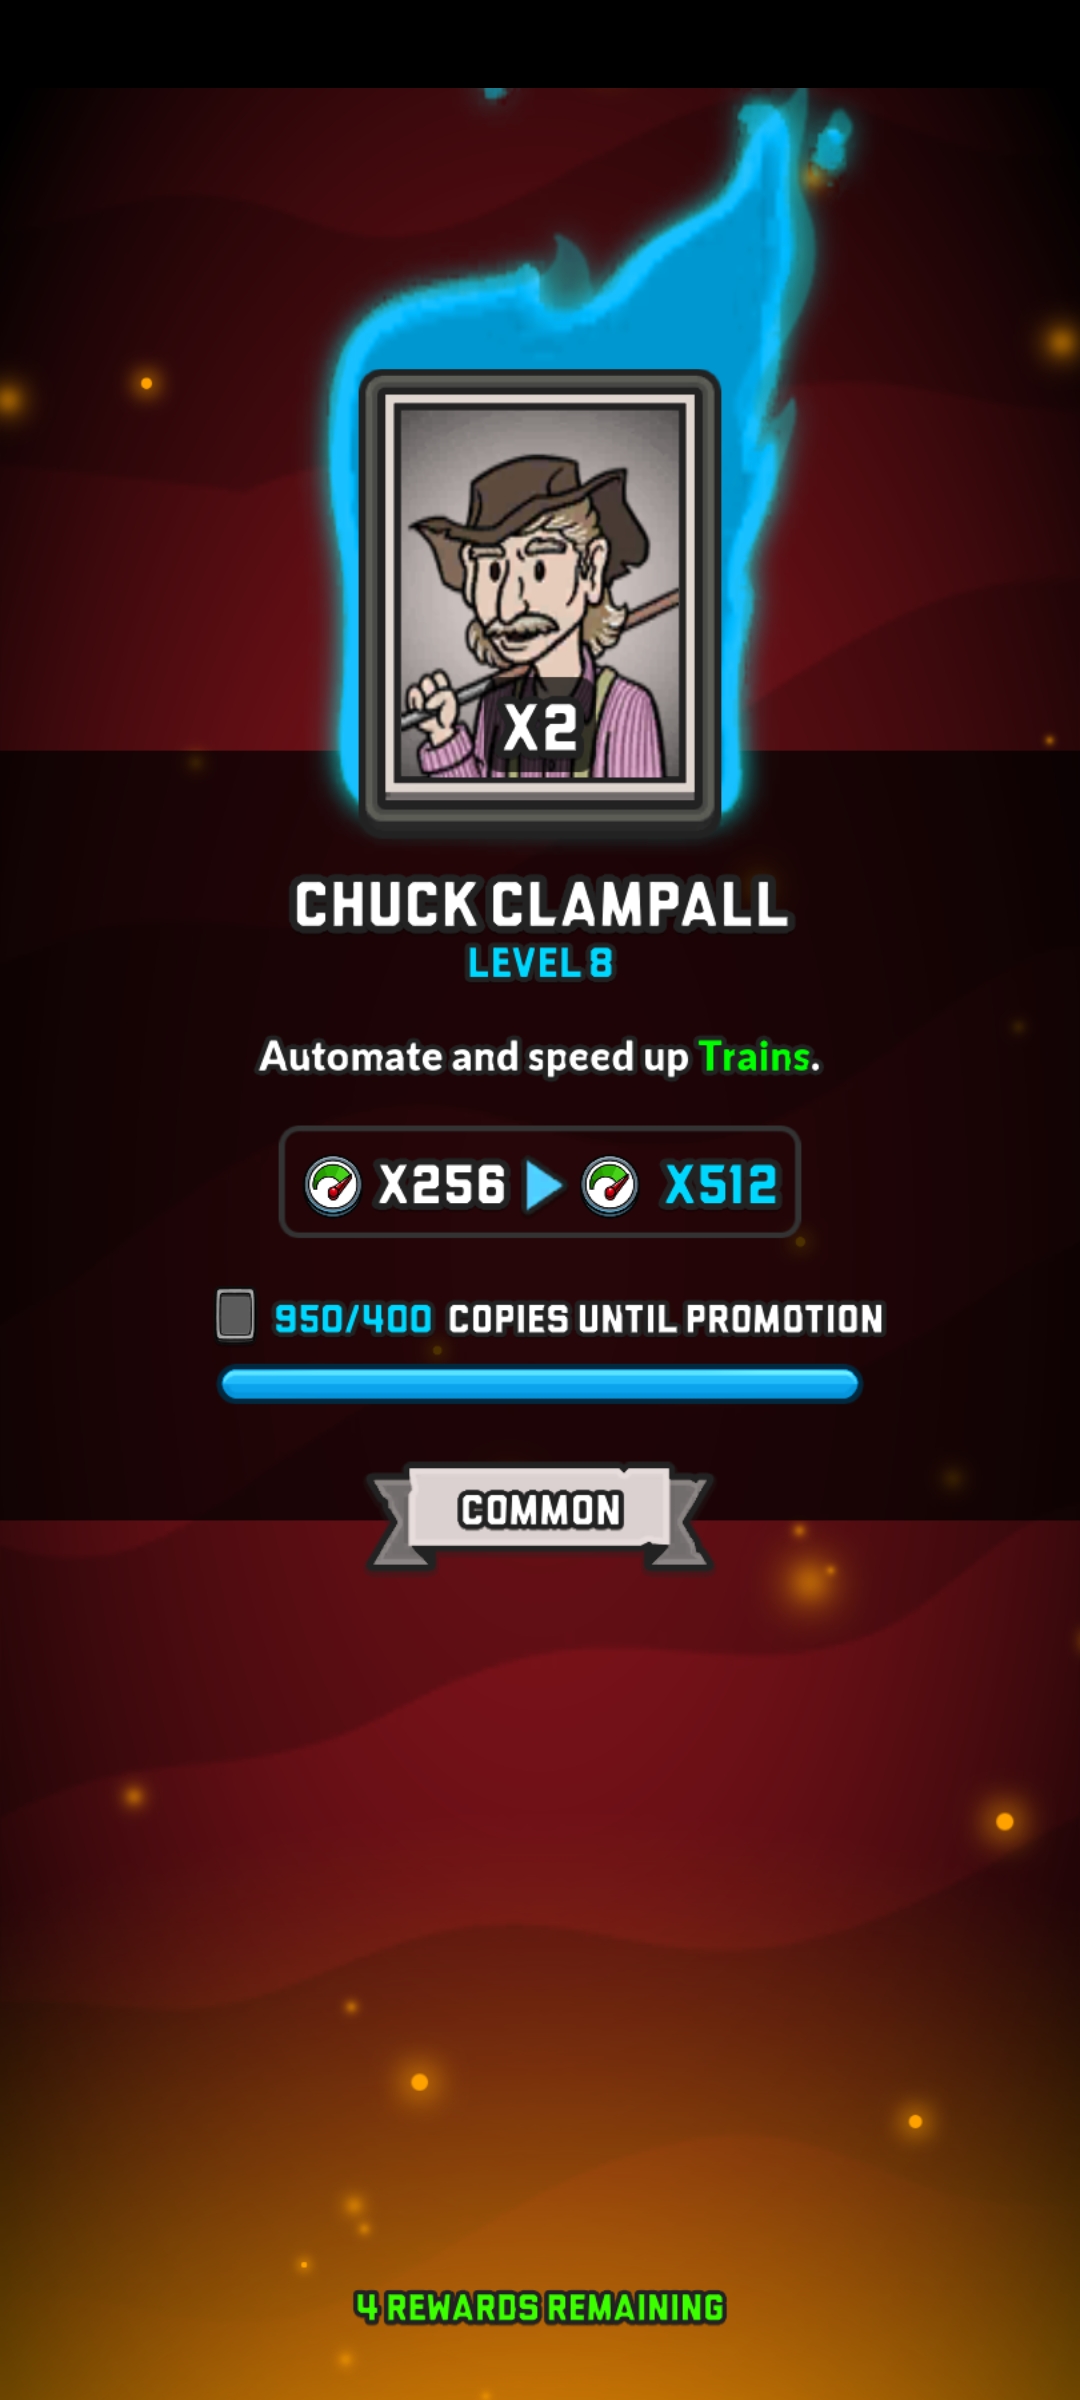 X2
CHUCK CLAMPALL
LEVEL 8
Automate and speed up Trains.
X256 X512
950/400 COPIES UNTIL PROMOTION
COMMON
4 REWARDS REMAINING